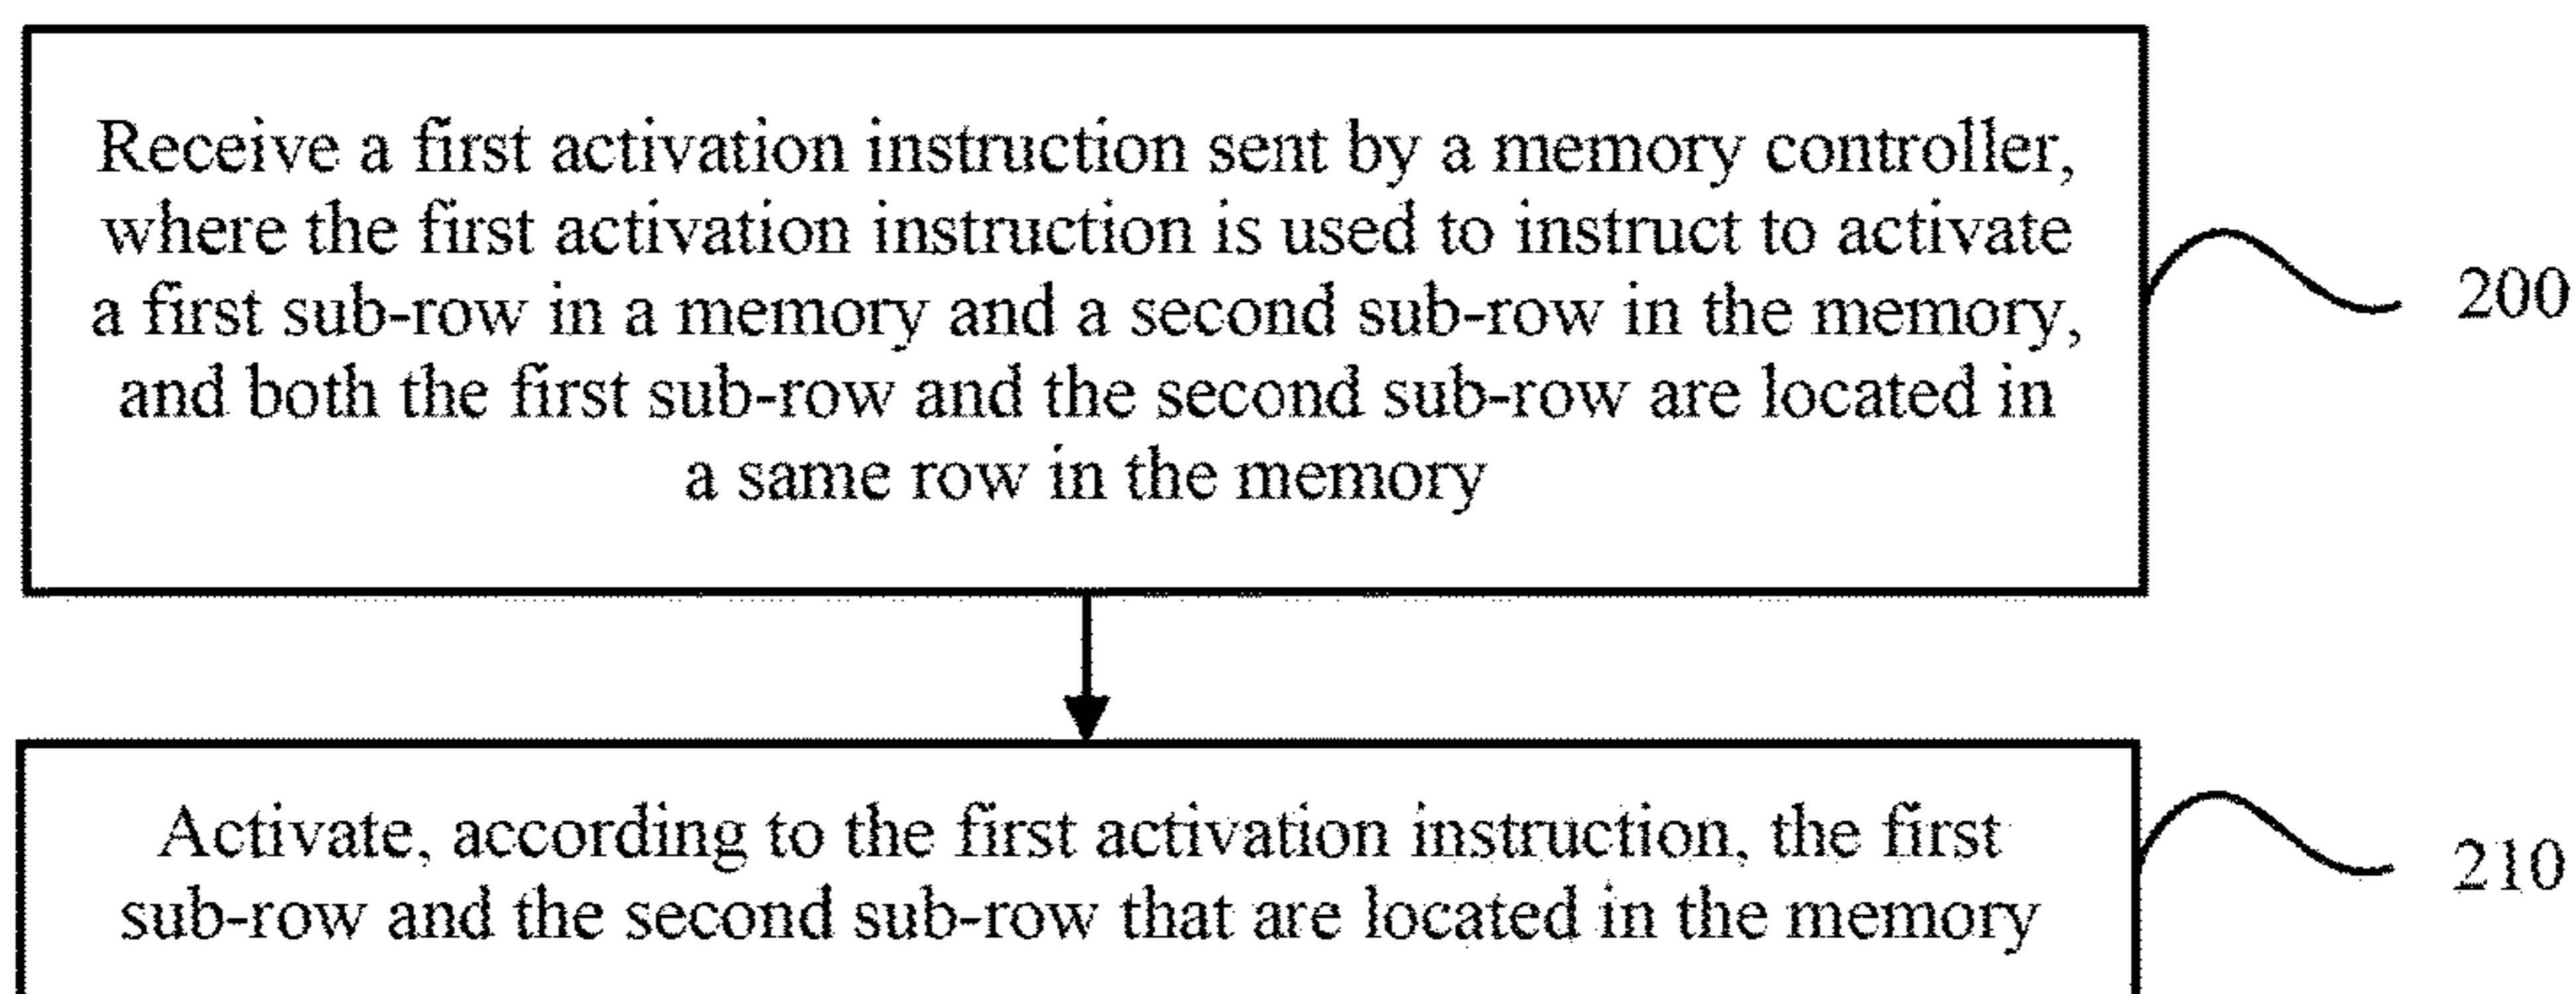 Receive a first activation instruction sent by a memory controller,
where the first activation instruction is used to instruct to activate
a first sub-row in a memory and a second sub-row in the memory,
and both the first sub-row and the second sub-row are located in
a same row in the memory
200
Activate, according to the first activation instruction, the first
sub-row and the second sub-row that are located in the memory
210